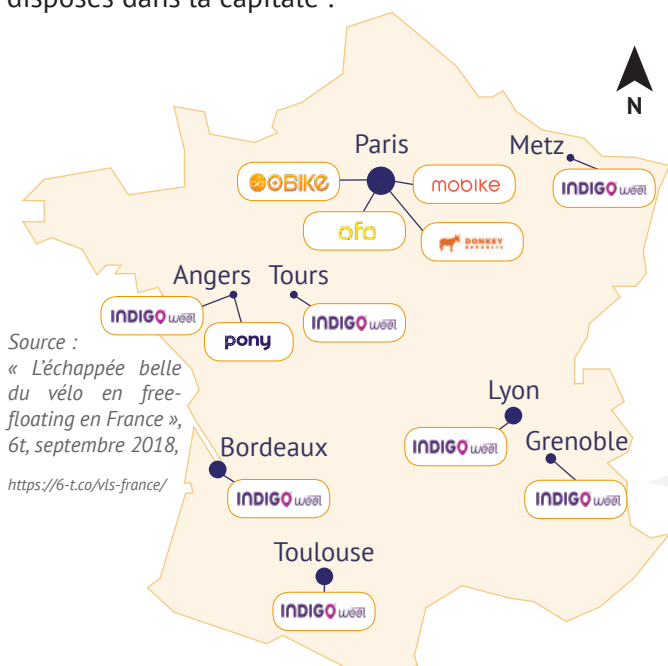 disposés dans la capitale :
N
Paris
Metz
OBIKE
mobike
INDIGO weel
ofo
DONKEY
REPUBLIC
Angers
Tours
INDIGO weel
INDIGO weel
pony
Source :
« L'échappée belle
du vélo en free-
floating en France »,
6t, septembre 2018,
https://6-t.co/vls-france/
Lyon
INDIGO weel
Grenoble
Bordeaux
INDIGO weel
INDIGO weel
Toulouse
INDIGO weel